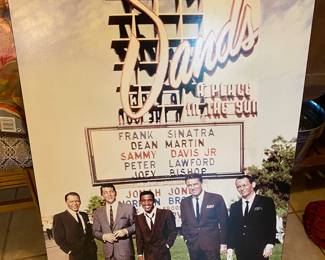 Sands
A PLACE
IN THE SUN
FRANK SINATRA
DEAN MARTIN
SAMMY DAVIS JR
PETER LAWFORD
JOEY BISHOP